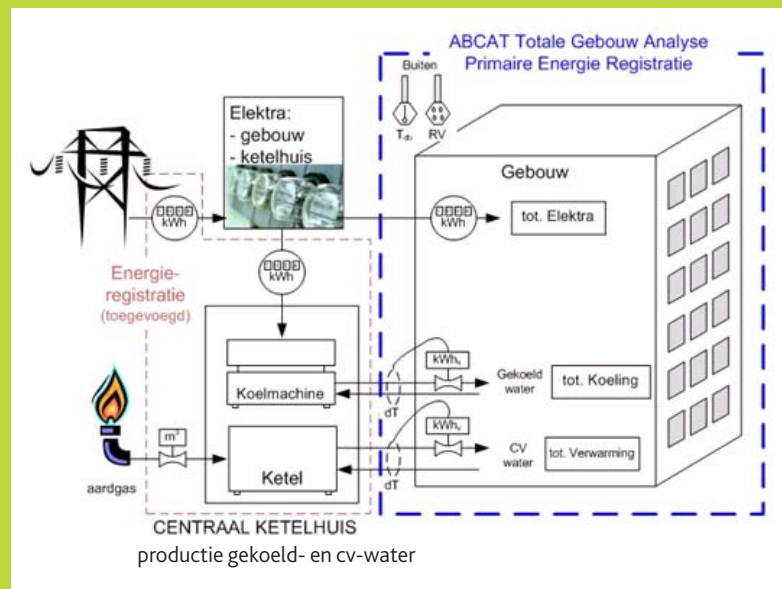 ABCAT Totale Gebouw Analyse
Primaire Energie Registratie
Buiten
T_db RV
Elektra:
- gebouw
- ketelhuis
Gebouw
kWh
kWh
tot. Elektra
kWh
Energie-
registratie
(toegevoegd)
Koelmachine
kWh
Gekoeld
water
tot. Koeling
dT
m³
Ketel
kWh
CV
water
tot. Verwarming
dT
aardgas
CENTRAAL KETELHUIS
productie gekoeld- en cv-water